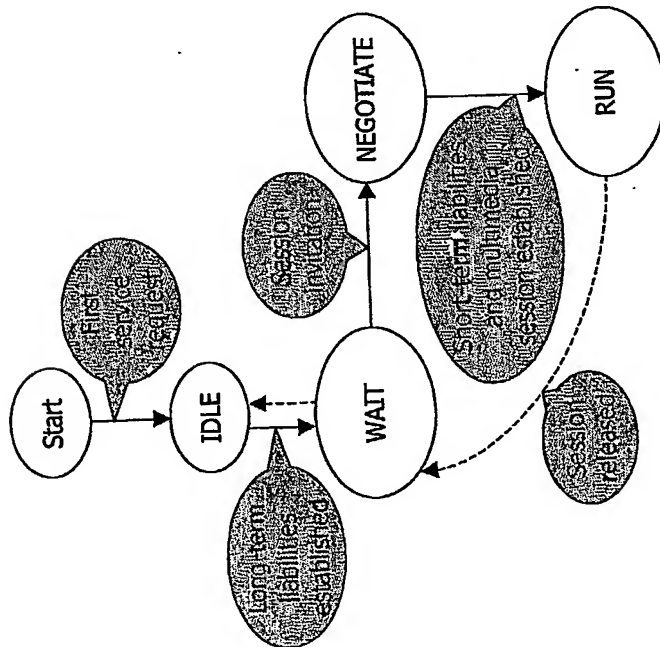 Start
First
service
request
IDLE
Long-term
liabilities
established
WAIT
Session
invitation
NEGOTIATE
Short-term liabilities
and multimedia
session established
RUN
Session
released